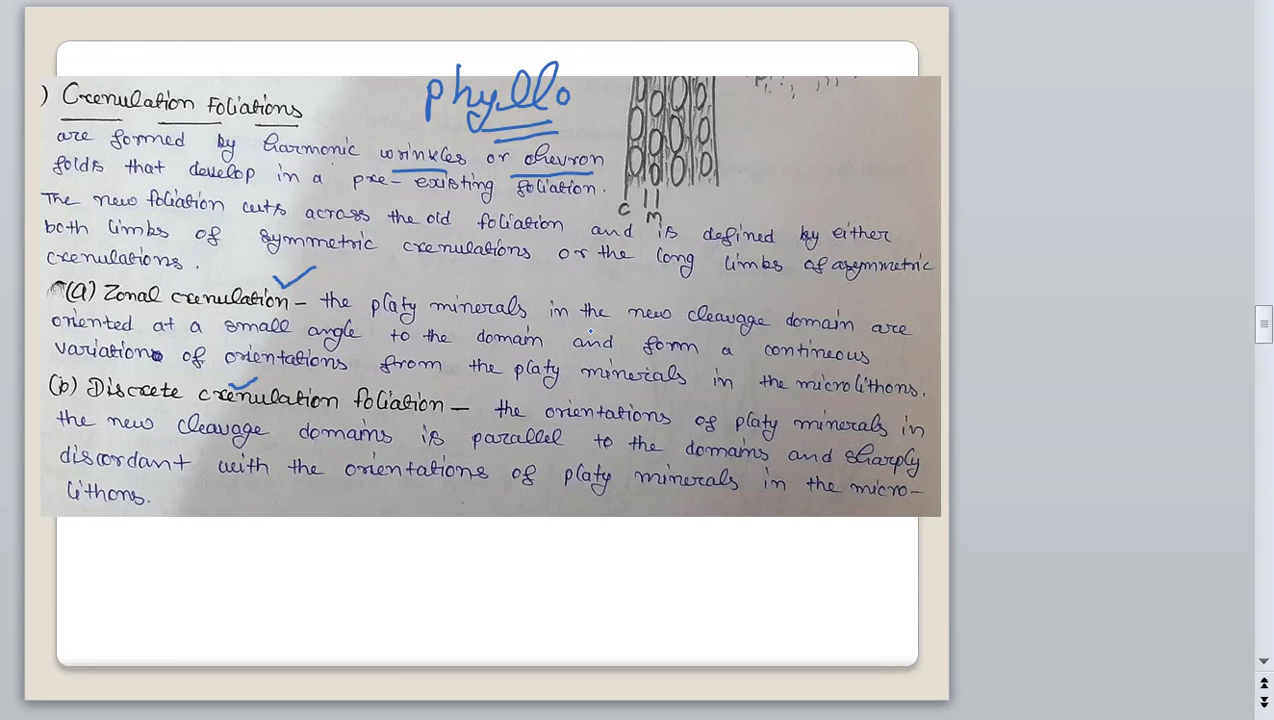 phyllo
) Crenulation Foliations
are formed by harmonic wrinkles or chevron
folds that develop in a pre-existing foliation.
The new foliation cuts across the old foliation and is defined by either
both limbs of symmetric crenulations or the long limbs of asymmetric
crenulations.
C
M
(a) Zonal crenulation - the platy minerals in the new cleavage domain are
oriented at a small angle to the domain and form a contineous
variations of orientations from the platy minerals in the microlithons.
(b) Discrete crenulation foliation - the orientations of platy minerals in
the new cleavage domains is parallel to the domains and sharply
discordant with the orientations of platy minerals in the micro-
lithons.